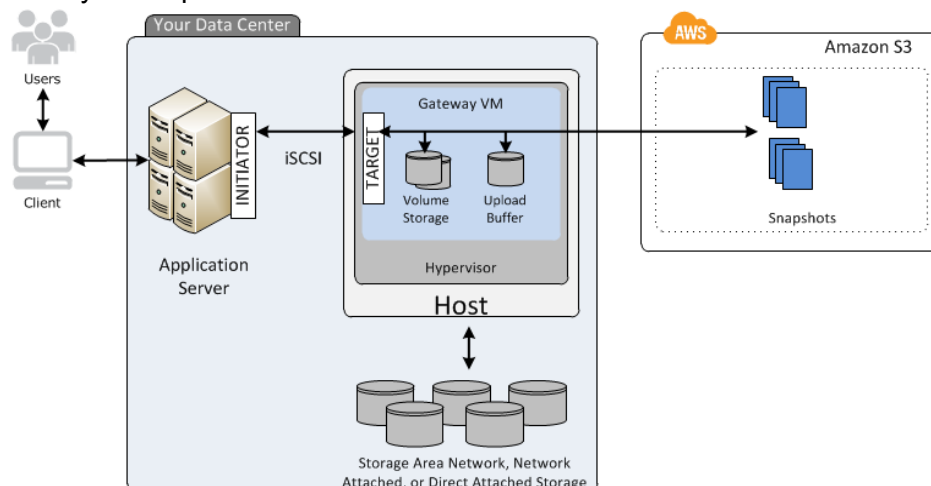 Your Data Center
AWS
Amazon S3
Users
Client
INITIATOR
iSCSI
Gateway VM
TARGET
Volume
Storage
Upload
Buffer
Snapshots
Application
Server
Hypervisor
Host
Storage Area Network, Network
Attached, or Direct Attached Storage